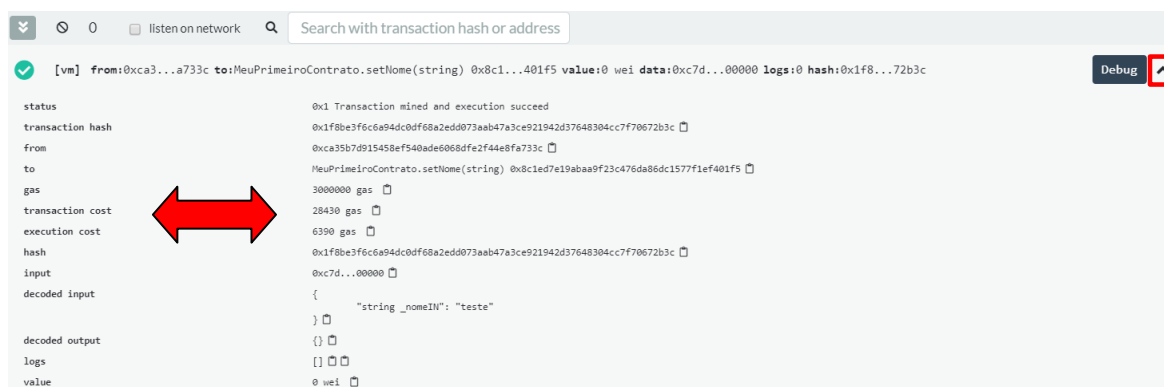 0 listen on network Search with transaction hash or address
[vm] from:0xca3...a733c to:MeuPrimeiroContrato.setNome(string) 0x8c1...401f5 value:0 wei data:0xc7d...00000 logs:0 hash:0x1f8...72b3c Debug
status 0x1 Transaction mined and execution succeed
transaction hash 0x1f8be3f6c6a94dc0df68a2edd073aab47a3ce921942d37648304cc7f70672b3c
from 0xca35b7d915458ef540ade6068dfe2f44e8fa733c
to MeuPrimeiroContrato.setNome(string) 0x8c1ed7e19abaa9f23c476da86dc1577f1ef401f5
gas 3000000 gas
transaction cost 28430 gas
execution cost 6390 gas
hash 0x1f8be3f6c6a94dc0df68a2edd073aab47a3ce921942d37648304cc7f70672b3c
input 0xc7d...00000
decoded input {
"string _nomeIN": "teste"
}
decoded output {}
logs []
value 0 wei